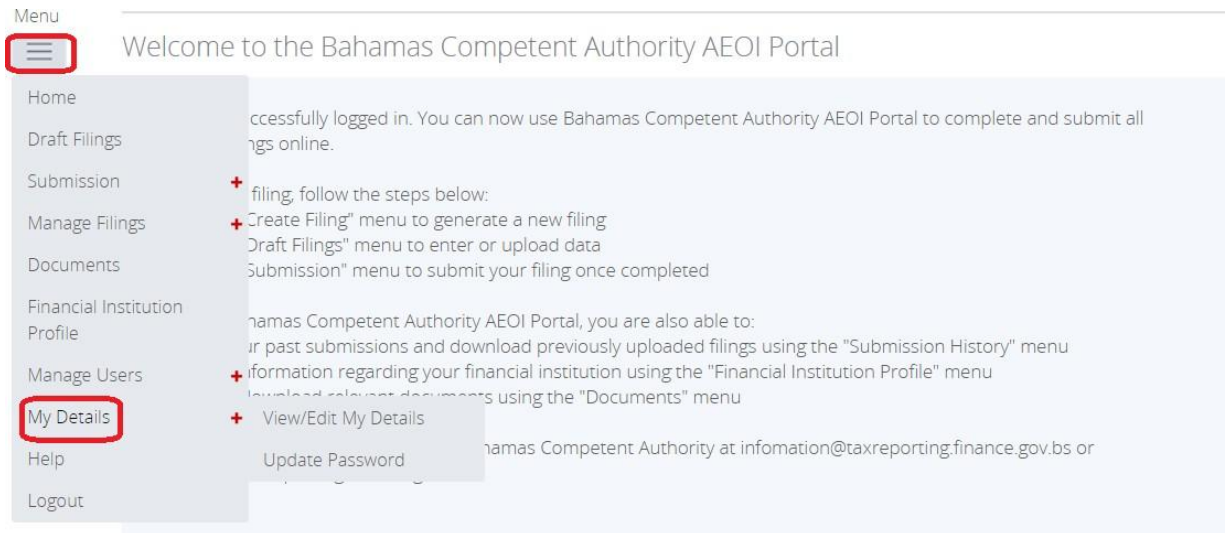 Menu
Welcome to the Bahamas Competent Authority AEOI Portal
Home
Draft Filings
Submission +
Manage Filings +
Documents
Financial Institution
Profile
Manage Users +
My Details +
Help
Logout
View/Edit My Details
Update Password
ccessfully logged in. You can now use Bahamas Competent Authority AEOI Portal to complete and submit all
ngs online.
filing, follow the steps below:
"Create Filing" menu to generate a new filing
Draft Filings" menu to enter or upload data
Submission" menu to submit your filing once completed
hamas Competent Authority AEOI Portal, you are also able to:
ur past submissions and download previously uploaded filings using the "Submission History" menu
nformation regarding your financial institution using the "Financial Institution Profile" menu
download relevant documents using the "Documents" menu
hamas Competent Authority at infomation@taxreporting.finance.gov.bs or